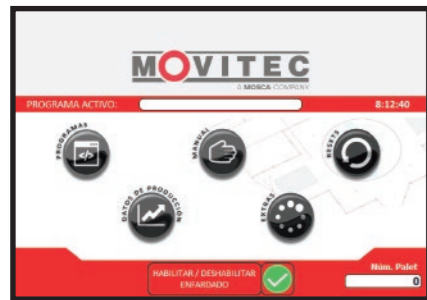 MOVITEC
A MOSCA COMPANY
PROGRAMA ACTIVO:
8:12:40
PROGRAMAS
MANUAL
RESETS
DATOS DE PRODUCCIÓN
EXTRAS
HABILITAR / DESHABILITAR
ENFARDADO
Núm. Palet
0